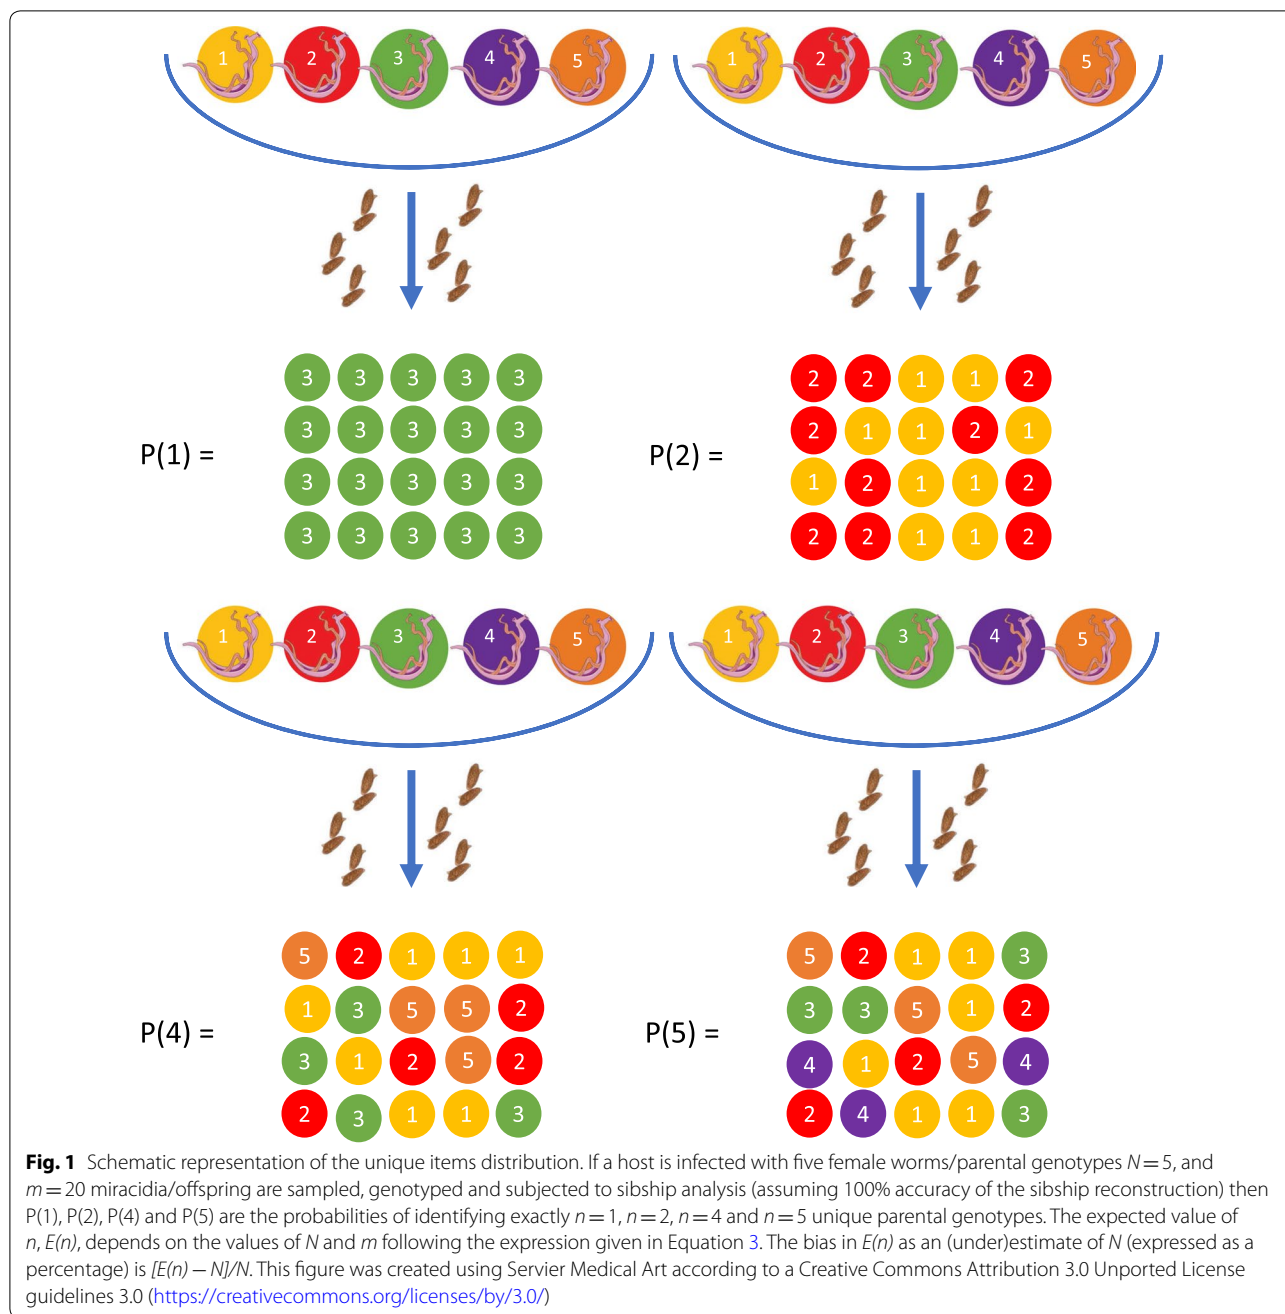 1 2 3 4 5
1 2 3 4 5
3 3 3 3 3
3 3 3 3 3
P(1) =
3 3 3 3 3
3 3 3 3 3
2 2 1 1 2
2 1 1 2 1
P(2) =
1 2 1 1 2
2 2 1 1 2
1 2 3 4 5
1 2 3 4 5
5 2 1 1 1
1 3 5 5 2
P(4) =
3 1 2 5 2
2 3 1 1 3
5 2 1 1 3
3 3 5 1 2
P(5) =
4 1 2 5 4
2 4 1 1 3
Fig. 1 Schematic representation of the unique items distribution. If a host is infected with five female worms/parental genotypes N = 5, and
m = 20 miracidia/offspring are sampled, genotyped and subjected to sibship analysis (assuming 100% accuracy of the sibship reconstruction) then
P(1), P(2), P(4) and P(5) are the probabilities of identifying exactly n = 1, n = 2, n = 4 and n = 5 unique parental genotypes. The expected value of
n, E(n), depends on the values of N and m following the expression given in Equation 3. The bias in E(n) as an (under)estimate of N (expressed as a
percentage) is [E(n) − N]/N. This figure was created using Servier Medical Art according to a Creative Commons Attribution 3.0 Unported License
guidelines 3.0 (https://creativecommons.org/licenses/by/3.0/)